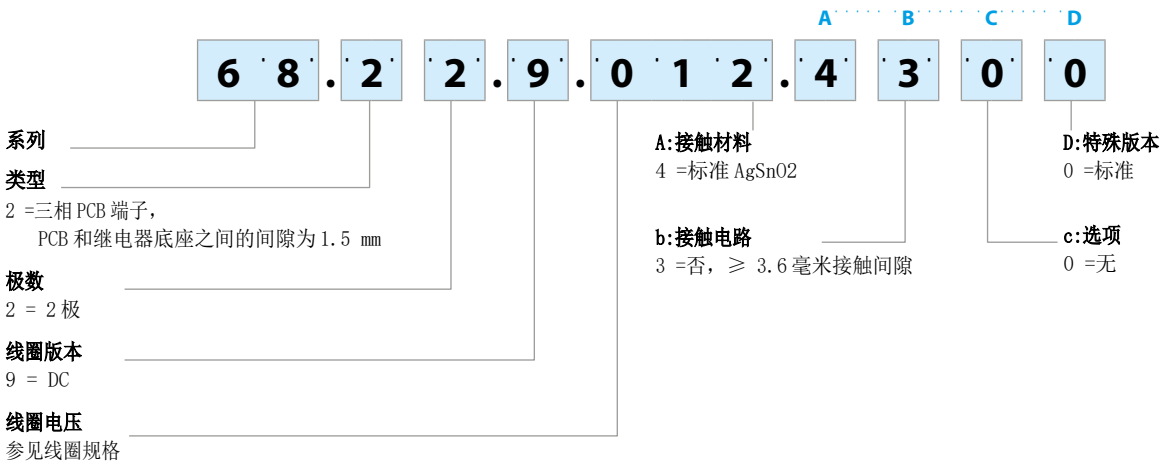 A B C D
6 8 . 2 2 . 9 . 0 1 2 . 4 3 0 0
系列
类型
2 =三相 PCB 端子,
PCB 和继电器底座之间的间隙为 1.5 mm
极数
2 = 2 极
线圈版本
9 = DC
线圈电压
参见线圈规格
A:接触材料
4 =标准 AgSnO2
b:接触电路
3 =否, ≥ 3.6 毫米接触间隙
D:特殊版本
0 =标准
c:选项
0 =无